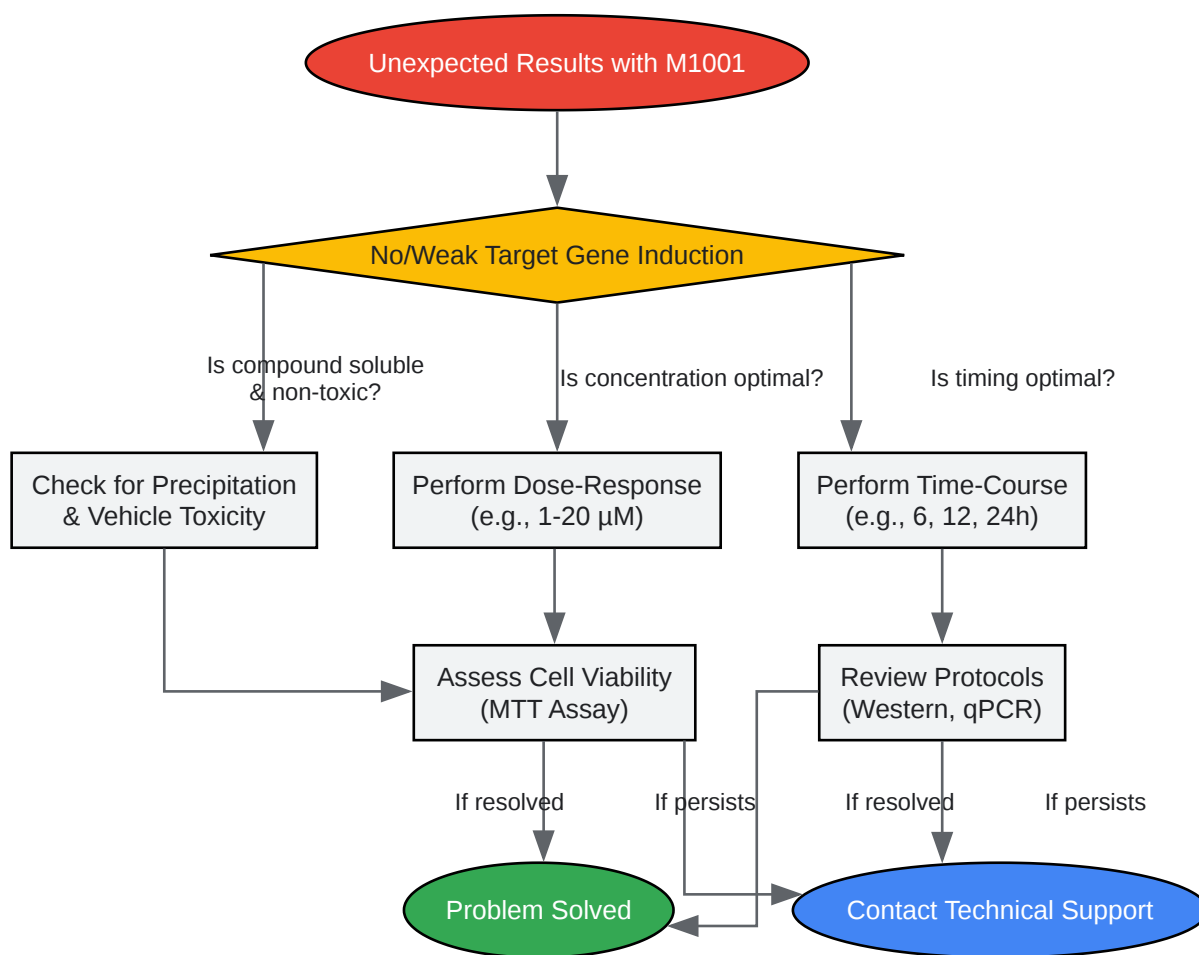 Unexpected Results with M1001
No/Weak Target Gene Induction
Is compound soluble
& non-toxic?
Is concentration optimal?
Is timing optimal?
Check for Precipitation
& Vehicle Toxicity
Perform Dose-Response
(e.g., 1-20 µM)
Perform Time-Course
(e.g., 6, 12, 24h)
Assess Cell Viability
(MTT Assay)
Review Protocols
(Western, qPCR)
If resolved
If persists
If resolved
If persists
Problem Solved
Contact Technical Support